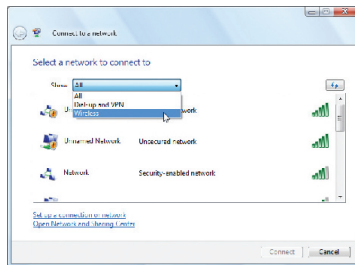 Connect to a network
Select a network to connect to
Show All
All
Dial-up and VPN
Wireless
Unnamed Network Unsecured network
Network Security-enabled network
Set up a connection or network
Open Network and Sharing Center
Connect Cancel